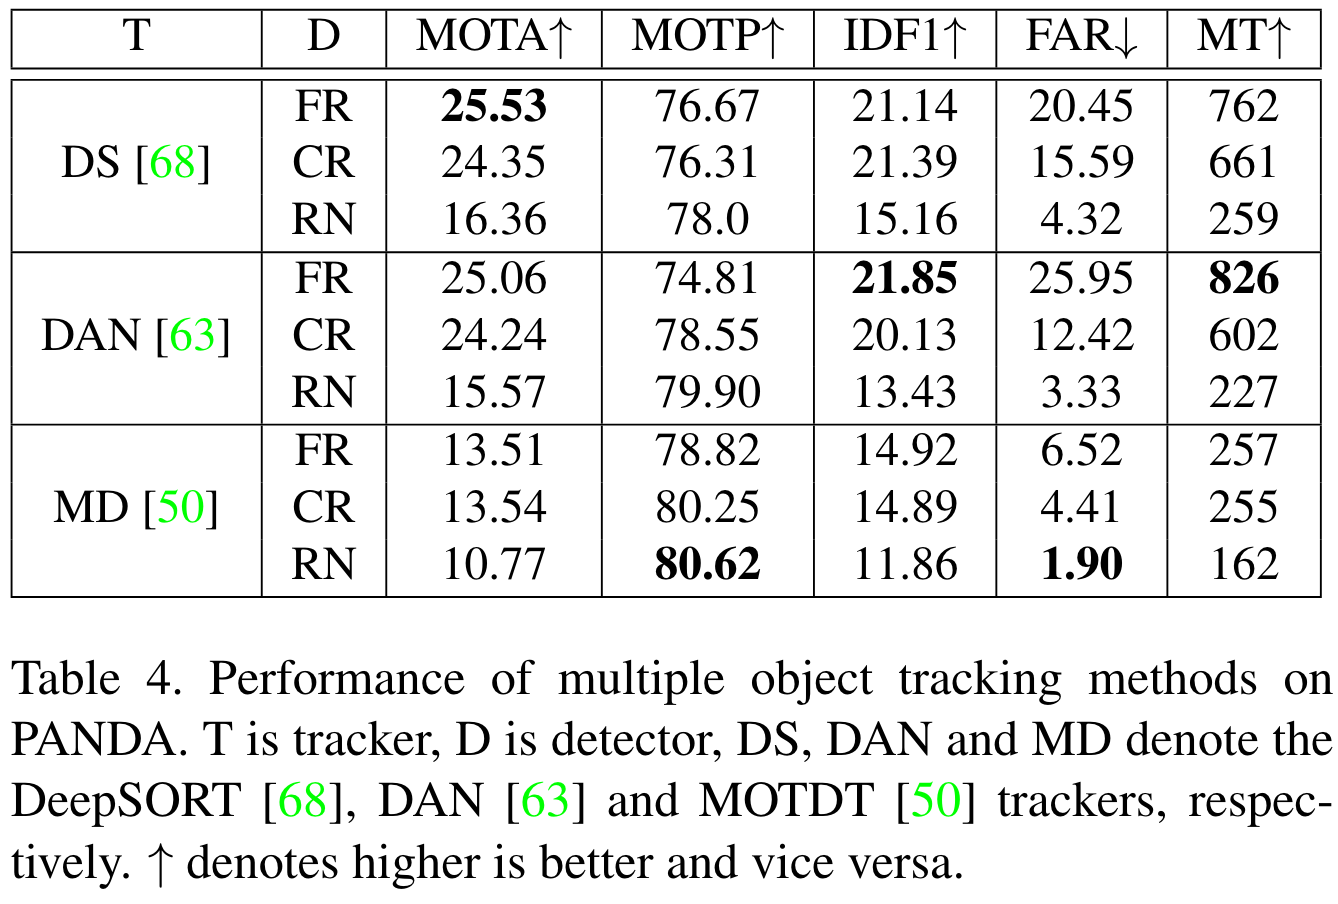 T D MOTA↑ MOTP↑ IDF1↑ FAR↓ MT↑
FR 25.53 76.67 21.14 20.45 762
DS [68] CR 24.35 76.31 21.39 15.59 661
RN 16.36 78.0 15.16 4.32 259
FR 25.06 74.81 21.85 25.95 826
DAN [63] CR 24.24 78.55 20.13 12.42 602
RN 15.57 79.90 13.43 3.33 227
FR 13.51 78.82 14.92 6.52 257
MD [50] CR 13.54 80.25 14.89 4.41 255
RN 10.77 80.62 11.86 1.90 162
Table 4. Performance of multiple object tracking methods on
PANDA. T is tracker, D is detector, DS, DAN and MD denote the
DeepSORT [68], DAN [63] and MOTDT [50] trackers, respec-
tively. ↑ denotes higher is better and vice versa.